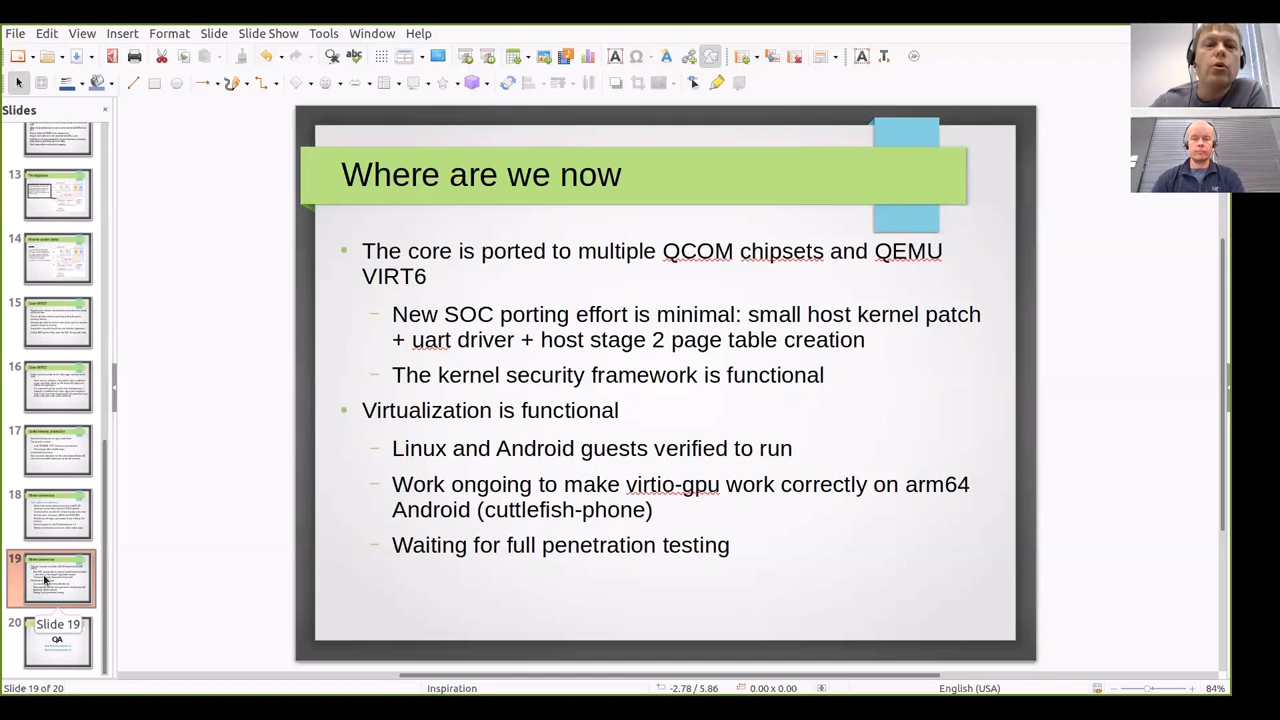 File Edit View Insert Format Slide Slide Show Tools Window Help
Slides
13
14
15
16
17
18
19
20
Slide 19
QA
Where are we now
The core is ported to multiple QCOM chipsets and QEMU
VIRT6
New SOC porting effort is minimal: small host kernel patch
+ uart driver + host stage 2 page table creation
The kernel security framework is functional
Virtualization is functional
Linux and Android guests verified to run
Work ongoing to make virtio-gpu work correctly on arm64
Android (cuttlefish-phone)
Waiting for full penetration testing
Slide 19 of 20 Inspiration -2.78 / 5.86 0.00 x 0.00 English (USA) 84%